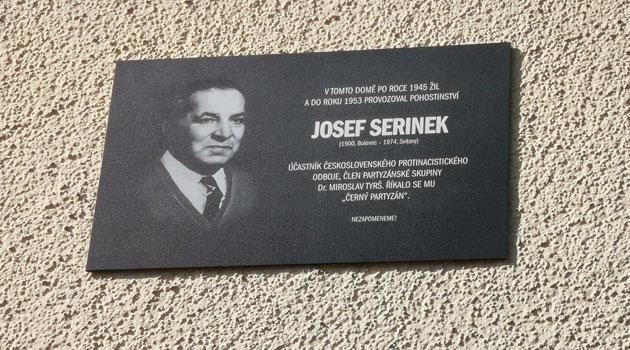 V TOMTO DOMĚ PO ROCE 1945 ŽIL
A DO ROKU 1953 PROVOZOVAL POHOSTINSTVÍ
JOSEF SERINEK
(1900, Bolevec - 1974, Svitavy)
ÚČASTNÍK ČESKOSLOVENSKÉHO PROTINACISTICKÉHO
ODBOJE, ČLEN PARTYZÁNSKÉ SKUPINY
Dr. MIROSLAV TYRŠ. ŘÍKALO SE MU
„ČERNÝ PARTYZÁN“.
NEZAPOMENEME!